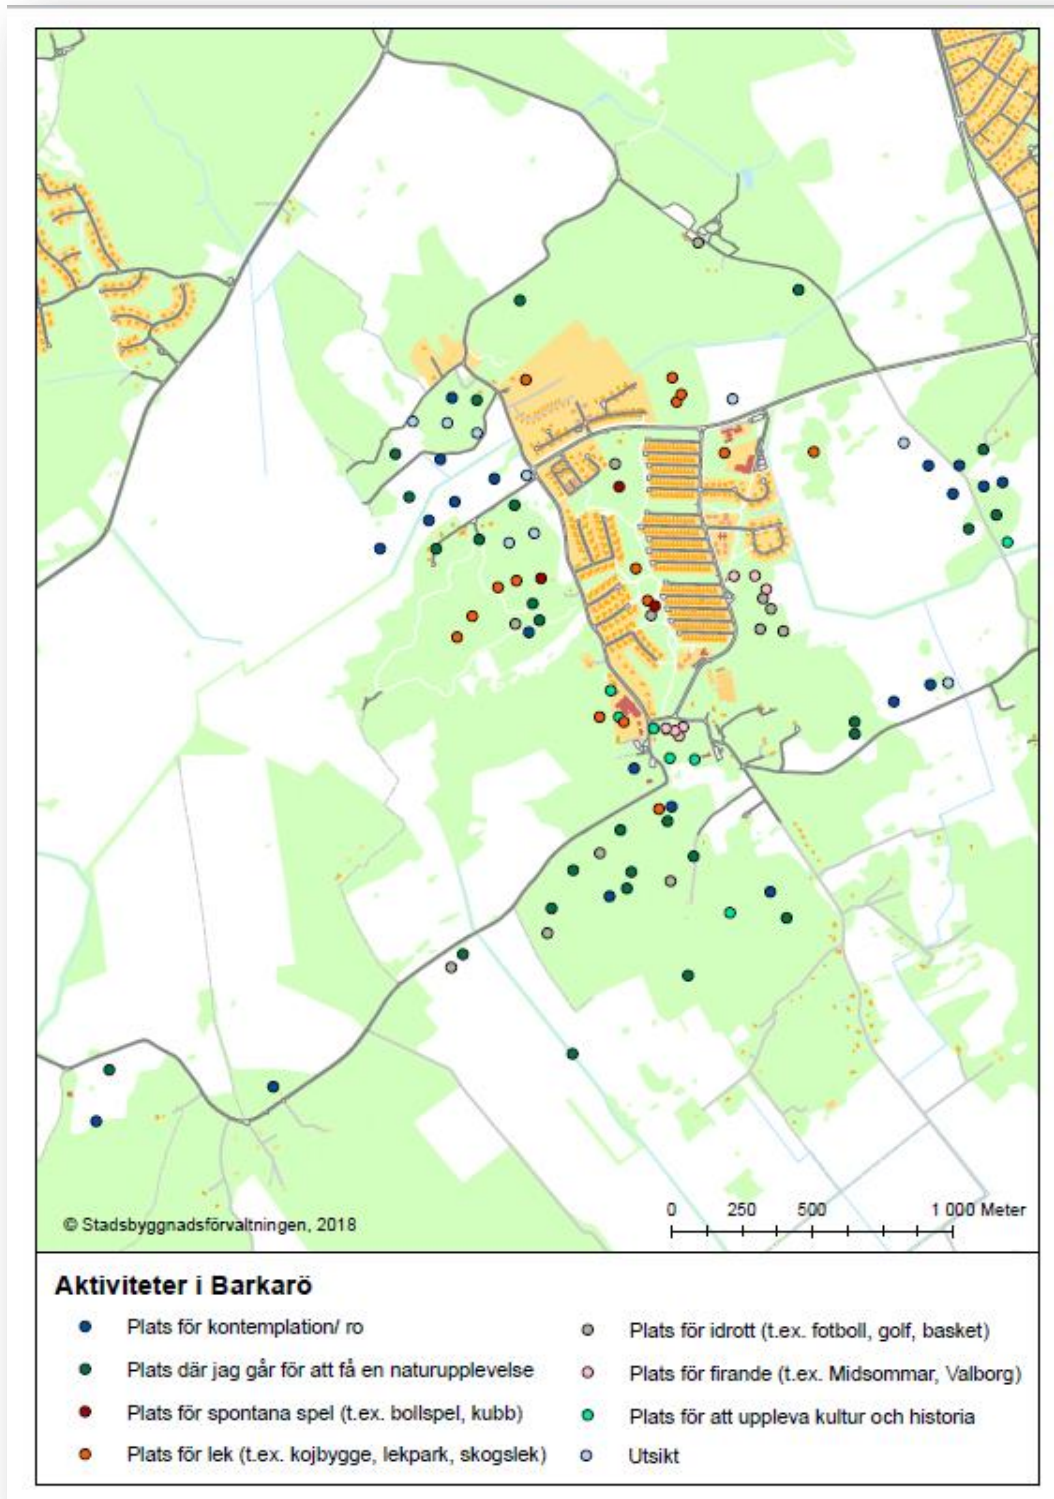 0 250 500 1 000 Meter
© Stadsbyggnadsförvaltningen, 2018
Aktiviteter i Barkarö
Plats för kontemplation/ ro
Plats där jag går för att få en naturupplevelse
Plats för spontana spel (t.ex. bollspel, kubb)
Plats för lek (t.ex. kojbygge, lekpark, skogslek)
Plats för idrott (t.ex. fotboll, golf, basket)
Plats för firande (t.ex. Midsommar, Valborg)
Plats för att uppleva kultur och historia
Utsikt